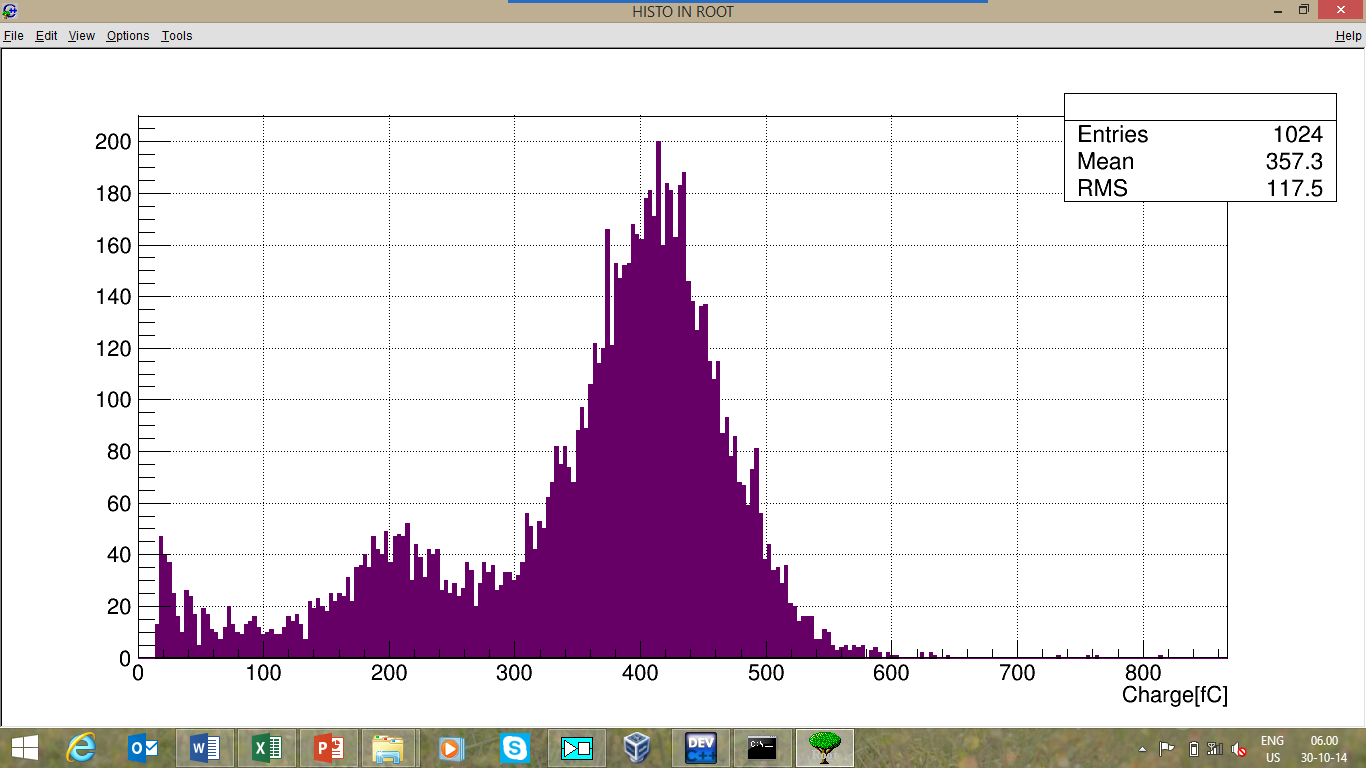 HISTO IN ROOT
File Edit View Options Tools Help
Entries 1024
Mean 357.3
RMS 117.5
200
180
160
140
120
100
80
60
40
20
0
0 100 200 300 400 500 600 700 800
Charge[fC]
DEV
C++
C:\_
ENG 06.00
US 30-10-14